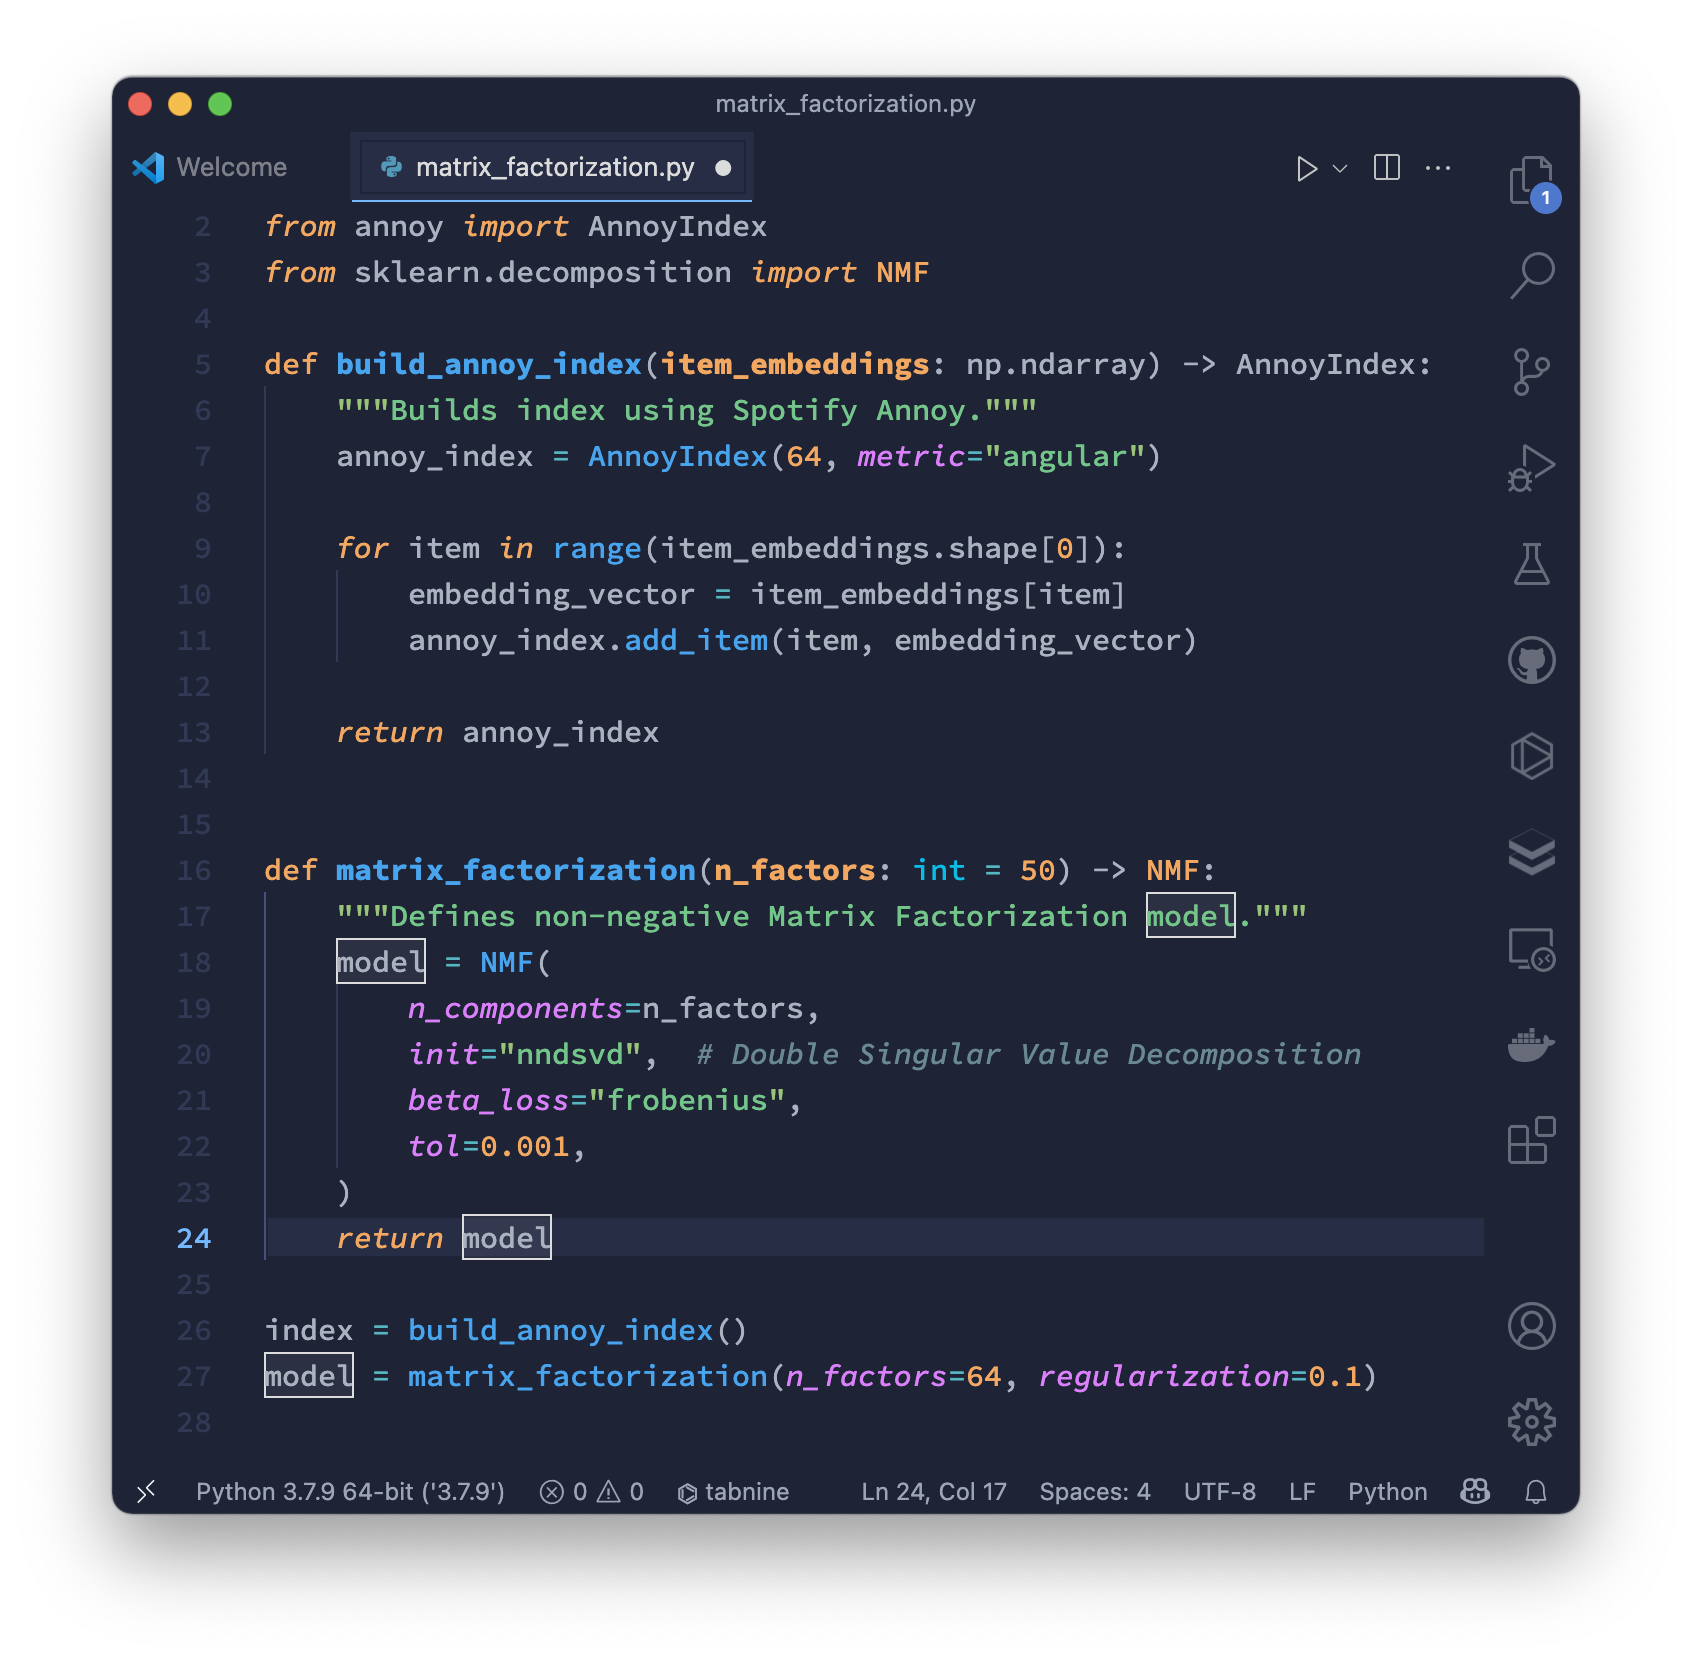 matrix_factorization.py
Welcome
matrix_factorization.py
1
2 from annoy import AnnoyIndex
3 from sklearn.decomposition import NMF
4
5 def build_annoy_index(item_embeddings: np.ndarray) -> AnnoyIndex:
6 """Builds index using Spotify Annoy."""
7 annoy_index = AnnoyIndex(64, metric="angular")
8
9 for item in range(item_embeddings.shape[0]):
10 embedding_vector = item_embeddings[item]
11 annoy_index.add_item(item, embedding_vector)
12
13 return annoy_index
14
15
16 def matrix_factorization(n_factors: int = 50) -> NMF:
17 """Defines non-negative Matrix Factorization model."""
18 model = NMF(
19 n_components=n_factors,
20 init="nndsvd",  # Double Singular Value Decomposition
21 beta_loss="frobenius",
22 tol=0.001,
23 )
24 return model
25
26 index = build_annoy_index()
27 model = matrix_factorization(n_factors=64, regularization=0.1)
28
Python 3.7.9 64-bit ('3.7.9') 0 0 tabnine Ln 24, Col 17 Spaces: 4 UTF-8 LF Python